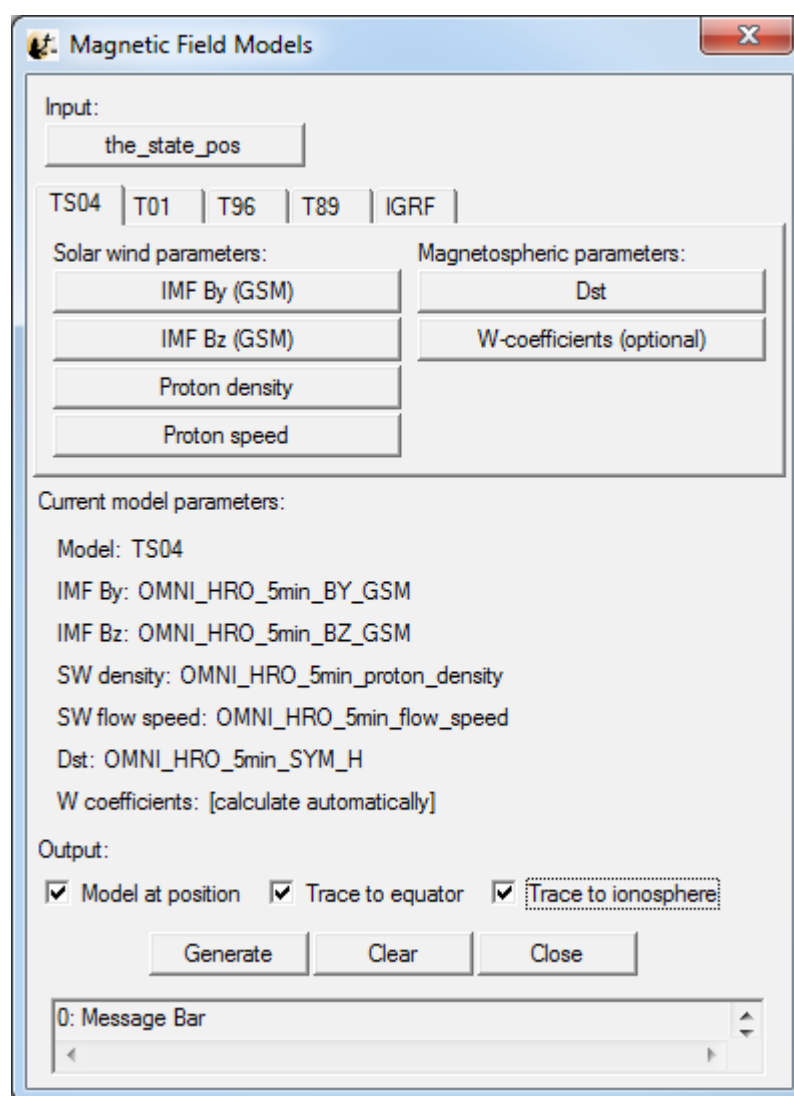 Magnetic Field Models
Input:
the_state_pos
TS04 T01 T96 T89 IGRF
Solar wind parameters: Magnetospheric parameters:
IMF By (GSM) Dst
IMF Bz (GSM) W-coefficients (optional)
Proton density
Proton speed
Current model parameters:
Model: TS04
IMF By: OMNI_HRO_5min_BY_GSM
IMF Bz: OMNI_HRO_5min_BZ_GSM
SW density: OMNI_HRO_5min_proton_density
SW flow speed: OMNI_HRO_5min_flow_speed
Dst: OMNI_HRO_5min_SYM_H
W coefficients: [calculate automatically]
Output:
Model at position Trace to equator Trace to ionosphere
Generate Clear Close
0: Message Bar